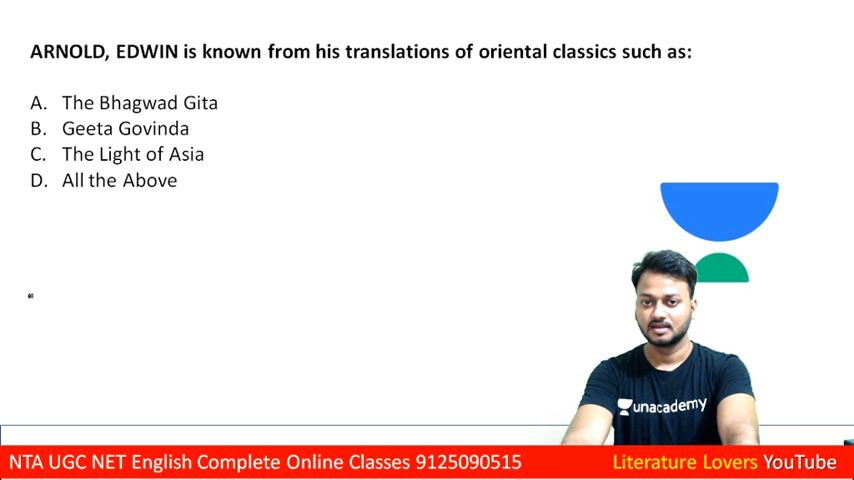 ARNOLD, EDWIN is known from his translations of oriental classics such as:
A. The Bhagwad Gita
B. Geeta Govinda
C. The Light of Asia
D. All the Above
unacademy
NTA UGC NET English Complete Online Classes 9125090515
Literature Lovers YouTube